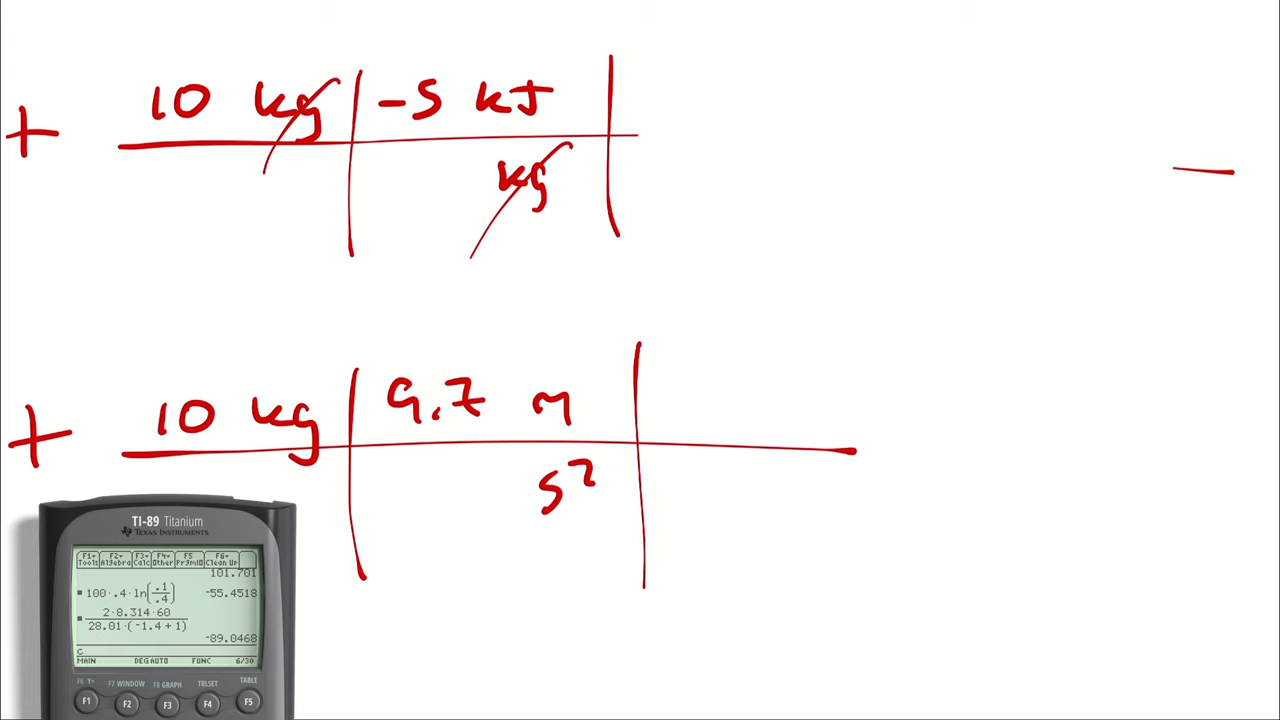 + 10 kg | -5 kJ
kg
—
+ 10 kg | 9.7 m
s²
TI-89 Titanium
TEXAS INSTRUMENTS
F1▾ F2▾ F3▾ F4▾ F5 F6▾
Tools Algebra Calc Other PrgmIO Clean Up
101.701
▪ 100·.4·ln(.1/.4) -55.4518
▪ 2·8.314·60
28.01·(-1.4+1)
-89.0468
C
MAIN DEG AUTO FUNC 6/30
F6 Y= F7 WINDOW F8 GRAPH TBLSET TABLE
F1 F2 F3 F4 F5